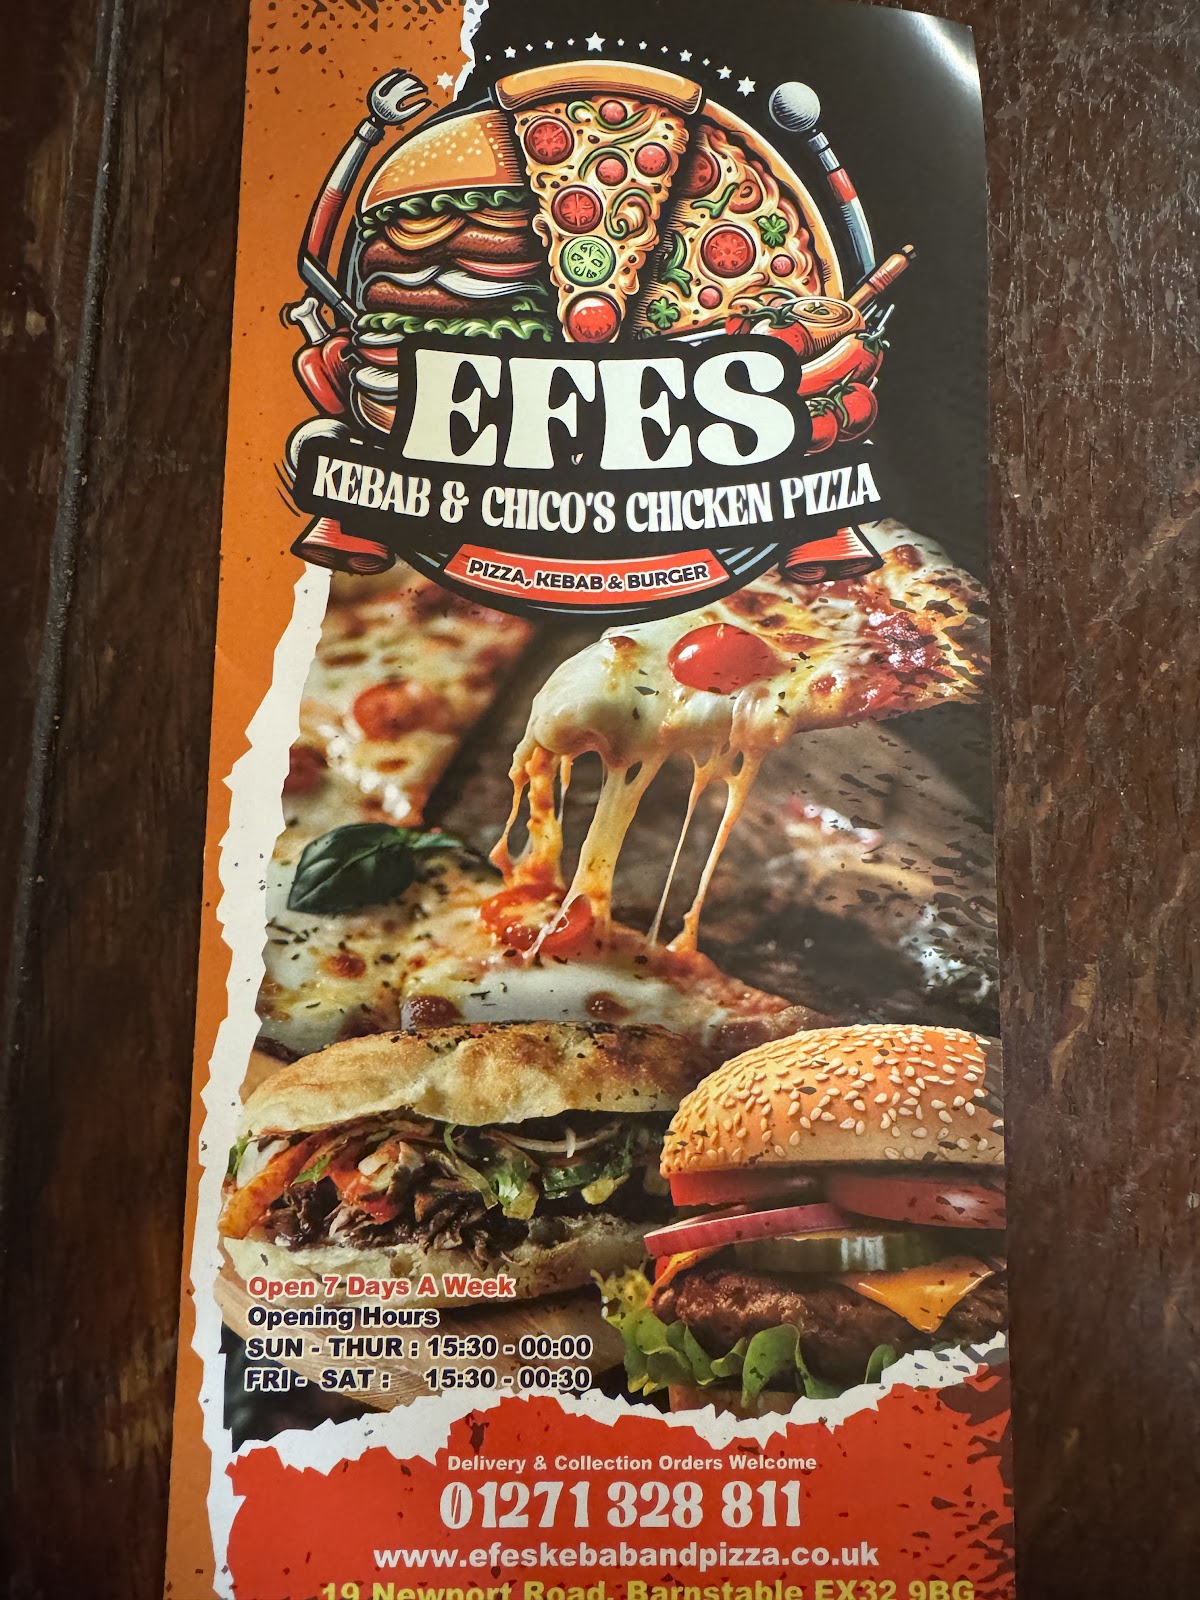 EFES
KEBAB & CHICO'S CHICKEN PIZZA
PIZZA, KEBAB & BURGER
Open 7 Days A Week
Opening Hours
SUN - THUR : 15:30 - 00:00
FRI - SAT : 15:30 - 00:30
Delivery & Collection Orders Welcome
01271 328 811
www.efeskebabandpizza.co.uk
19 Newport Road, Barnstable EX32 9BG